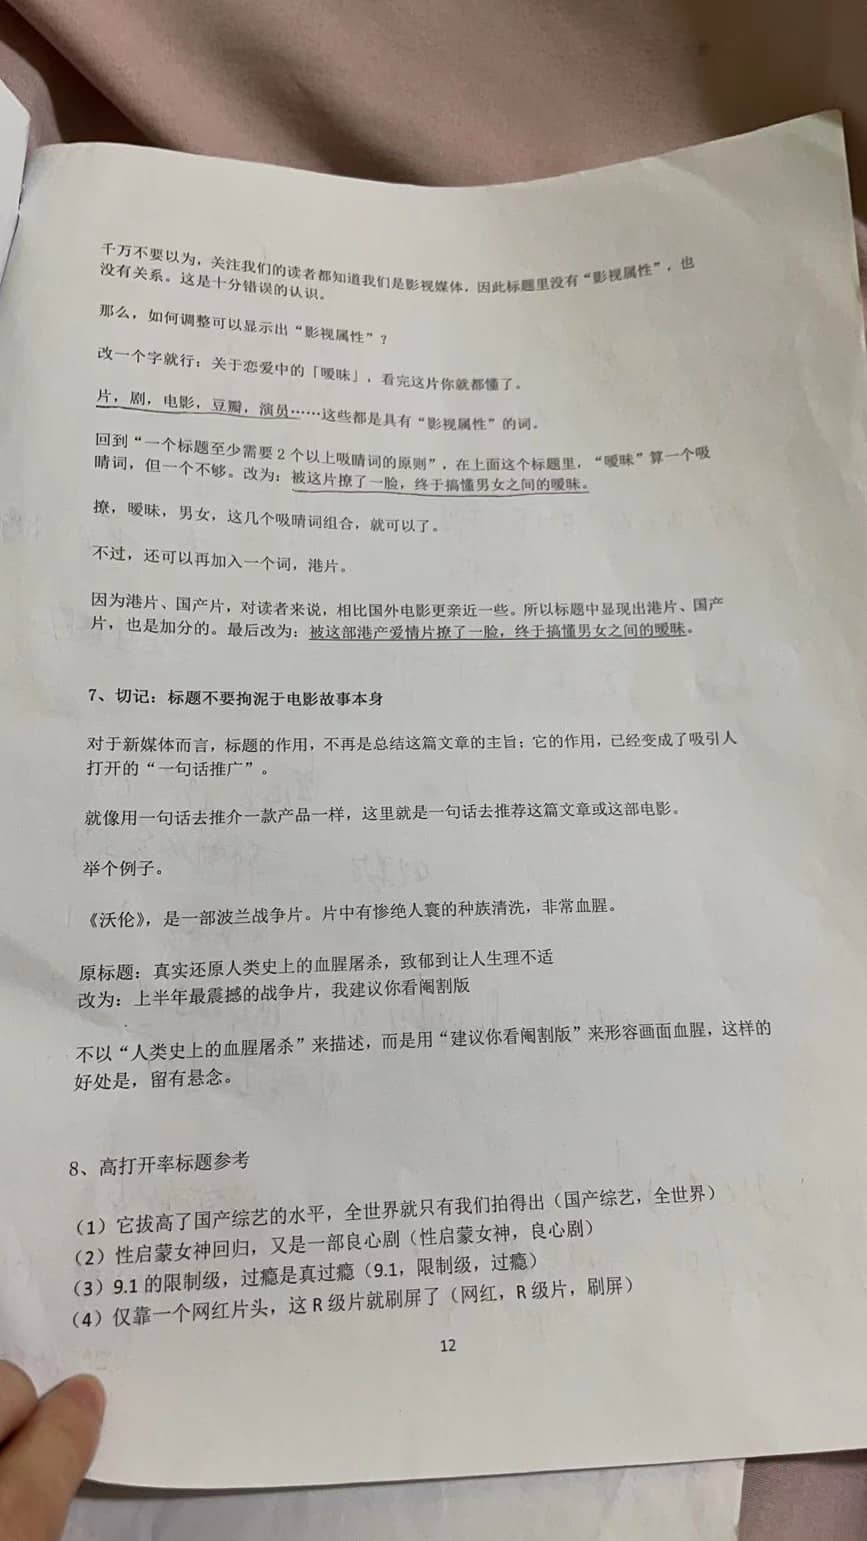 千万不要以为，关注我们的读者都知道我们是影视媒体，因此标题里没有“影视属性”，也
没有关系。这是十分错误的认识。
那么，如何调整可以显示出“影视属性”？
改一个字就行：关于恋爱中的「暧昧」，看完这片你就都懂了。
片，剧，电影，豆瓣，演员……这些都是具有“影视属性”的词。
回到“一个标题至少需要 2 个以上吸睛词的原则”，在上面这个标题里，“暧昧”算一个吸
睛词，但一个不够。改为：被这片撩了一脸，终于搞懂男女之间的暧昧。
撩，暧昧，男女，这几个吸睛词组合，就可以了。
不过，还可以再加入一个词，港片。
因为港片、国产片，对读者来说，相比国外电影更亲近一些。所以标题中显现出港片、国产
片，也是加分的。最后改为：被这部港产爱情片撩了一脸，终于搞懂男女之间的暧昧。
7、切记：标题不要拘泥于电影故事本身
对于新媒体而言，标题的作用，不再是总结这篇文章的主旨；它的作用，已经变成了吸引人
打开的“一句话推广”。
就像用一句话去推介一款产品一样，这里就是一句话去推荐这篇文章或这部电影。
举个例子。
《沃伦》，是一部波兰战争片。片中有惨绝人寰的种族清洗，非常血腥。
原标题：真实还原人类史上的血腥屠杀，致郁到让人生理不适
改为：上半年最震撼的战争片，我建议你看阉割版
不以“人类史上的血腥屠杀”来描述，而是用“建议你看阉割版”来形容画面血腥，这样的
好处是，留有悬念。
8、高打开率标题参考
（1）它拔高了国产综艺的水平，全世界就只有我们拍得出（国产综艺，全世界）
（2）性启蒙女神回归，又是一部良心剧（性启蒙女神，良心剧）
（3）9.1 的限制级，过瘾是真过瘾（9.1，限制级，过瘾）
（4）仅靠一个网红片头，这 R 级片就刷屏了（网红，R 级片，刷屏）
12